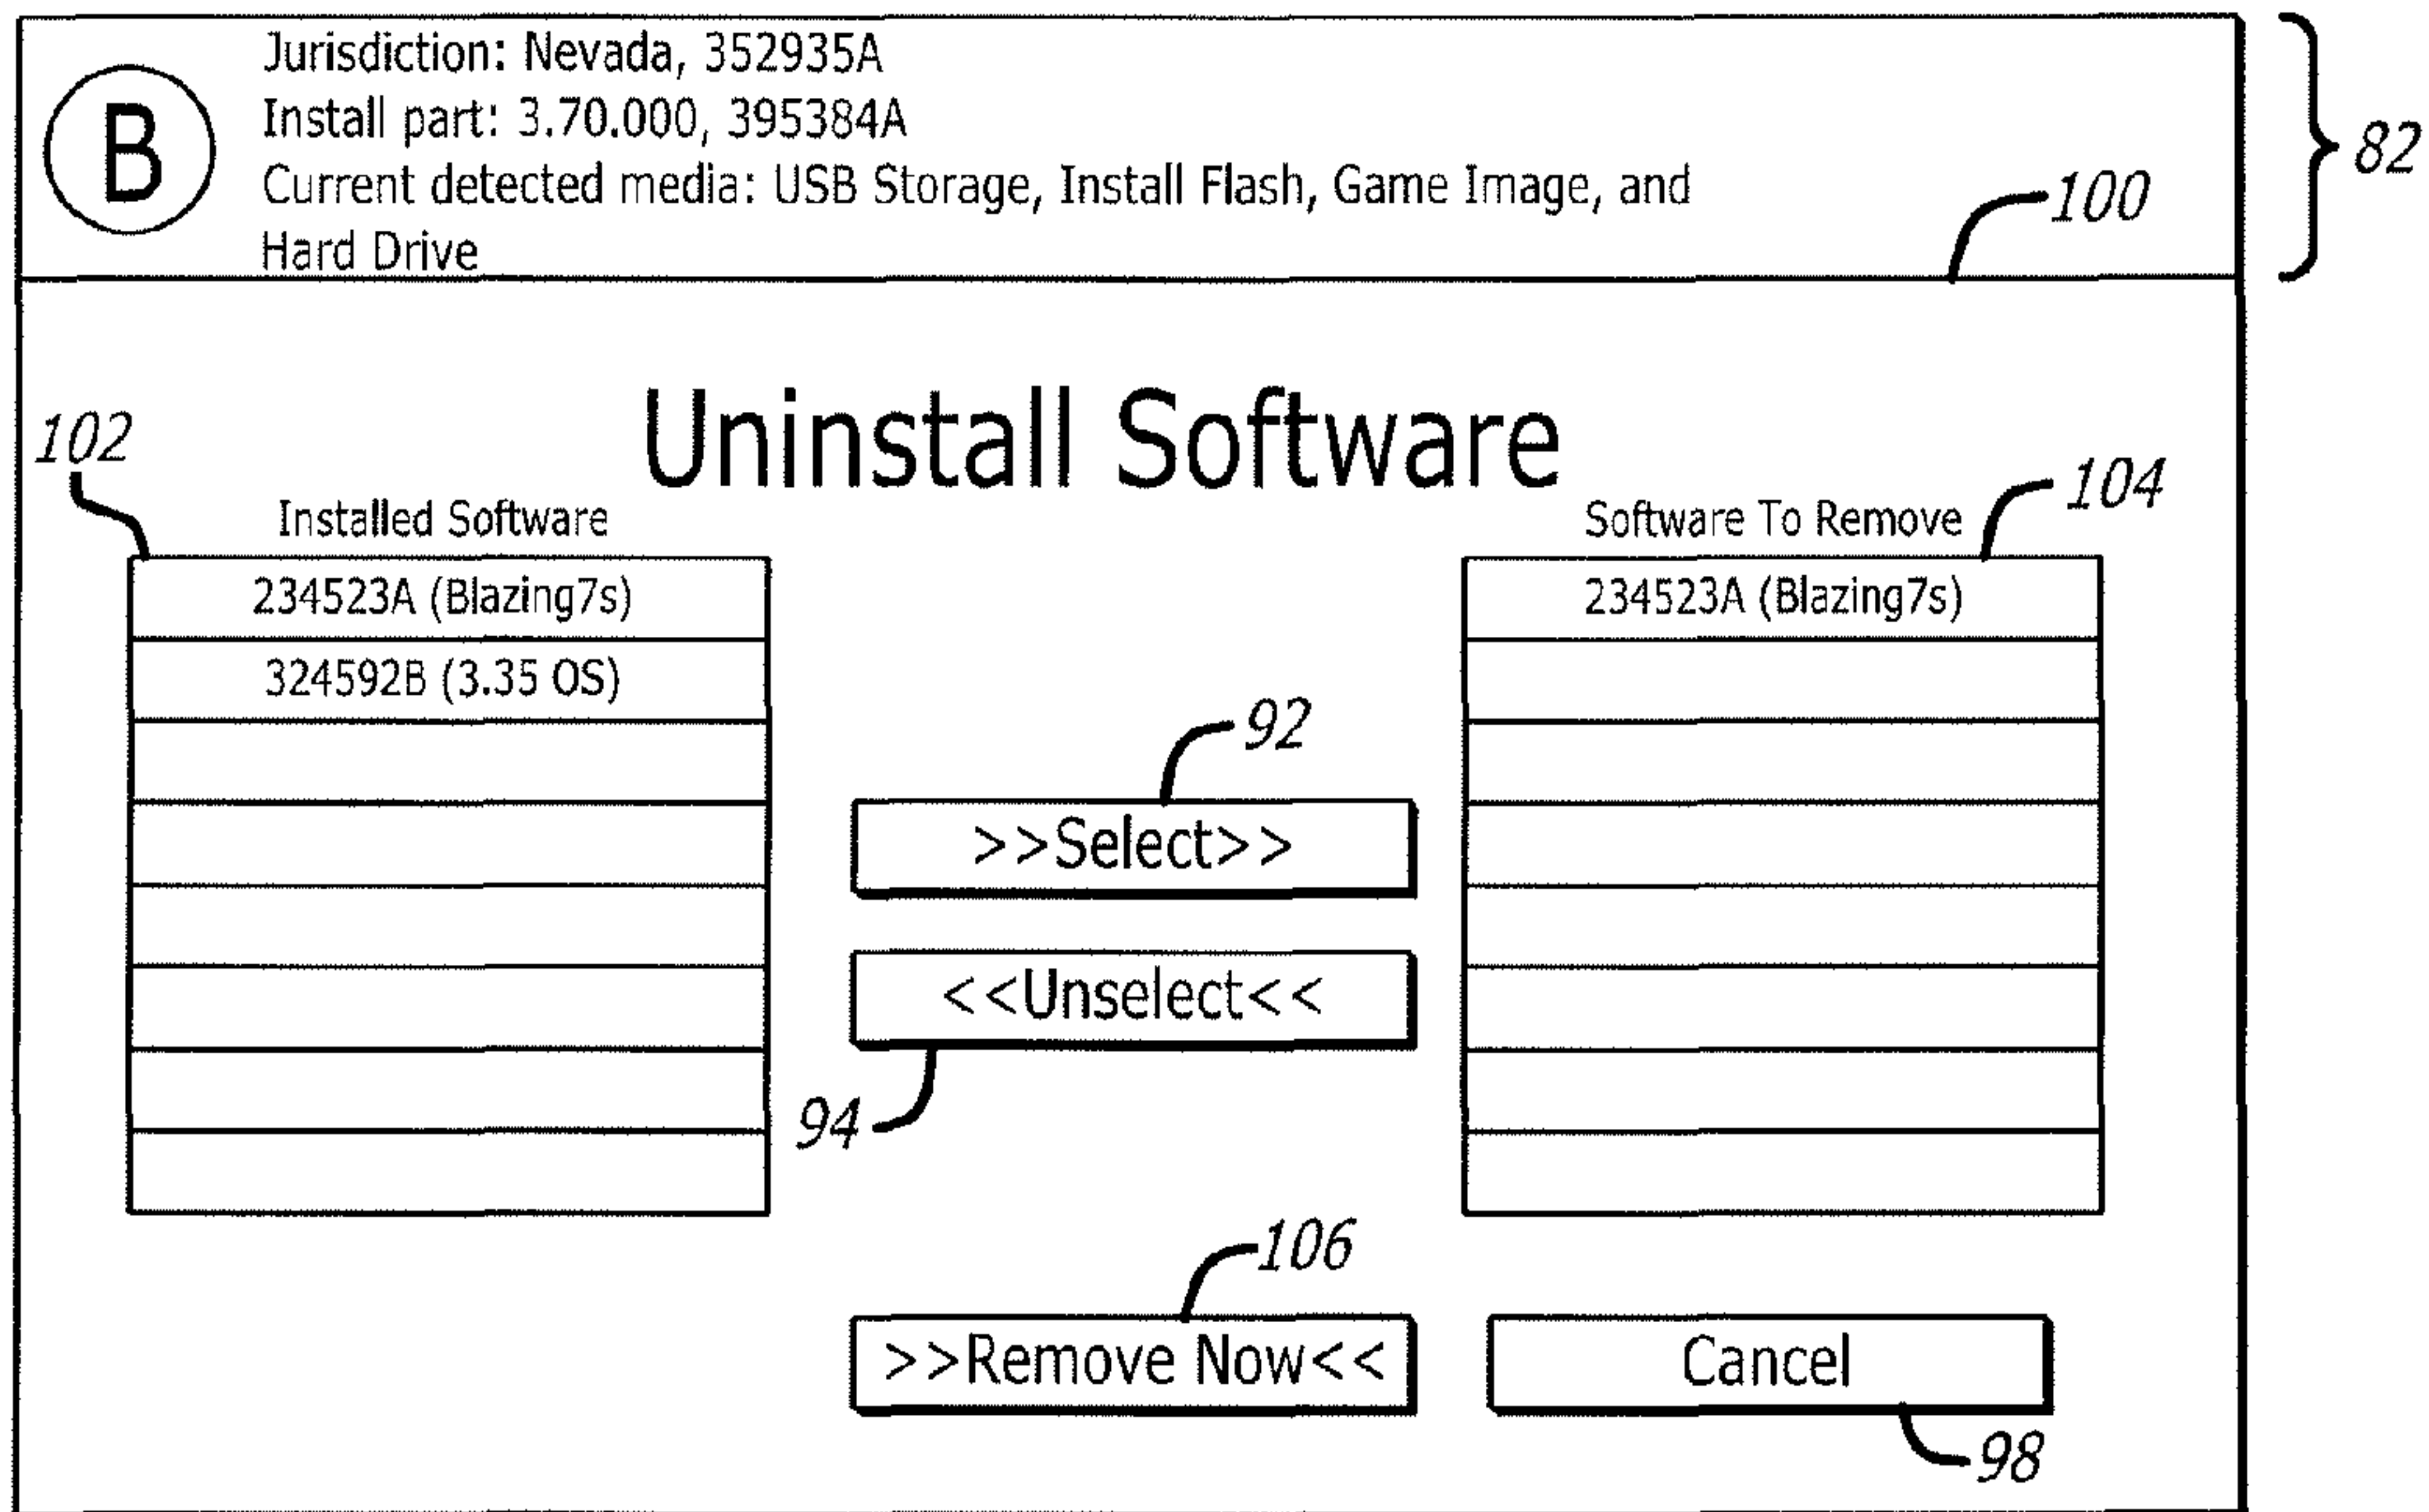 B
Jurisdiction: Nevada, 352935A
Install part: 3.70.000, 395384A
Current detected media: USB Storage, Install Flash, Game Image, and
Hard Drive
82
100
Uninstall Software
102
104
Installed Software
Software To Remove
234523A (Blazing7s)
234523A (Blazing7s)
324592B (3.35 OS)
92
>>Select>>
<<Unselect<<
94
106
>>Remove Now<<
Cancel
98